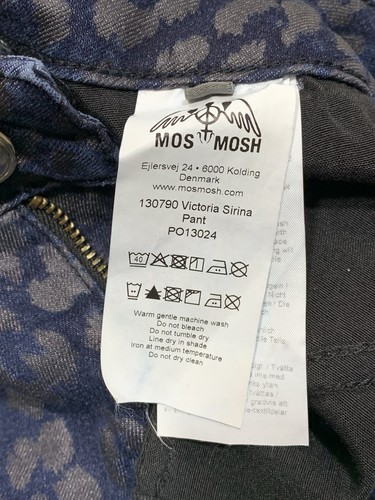 MOS MOSH
Ejlersvej 24 • 6000 Kolding
Denmark
www.mosmosh.com
130790 Victoria Sirina
Pant
PO13024
40
Warm gentle machine wash
Do not bleach
Do not tumble dry
Line dry in shade
Iron at medium temperature
Do not dry clean